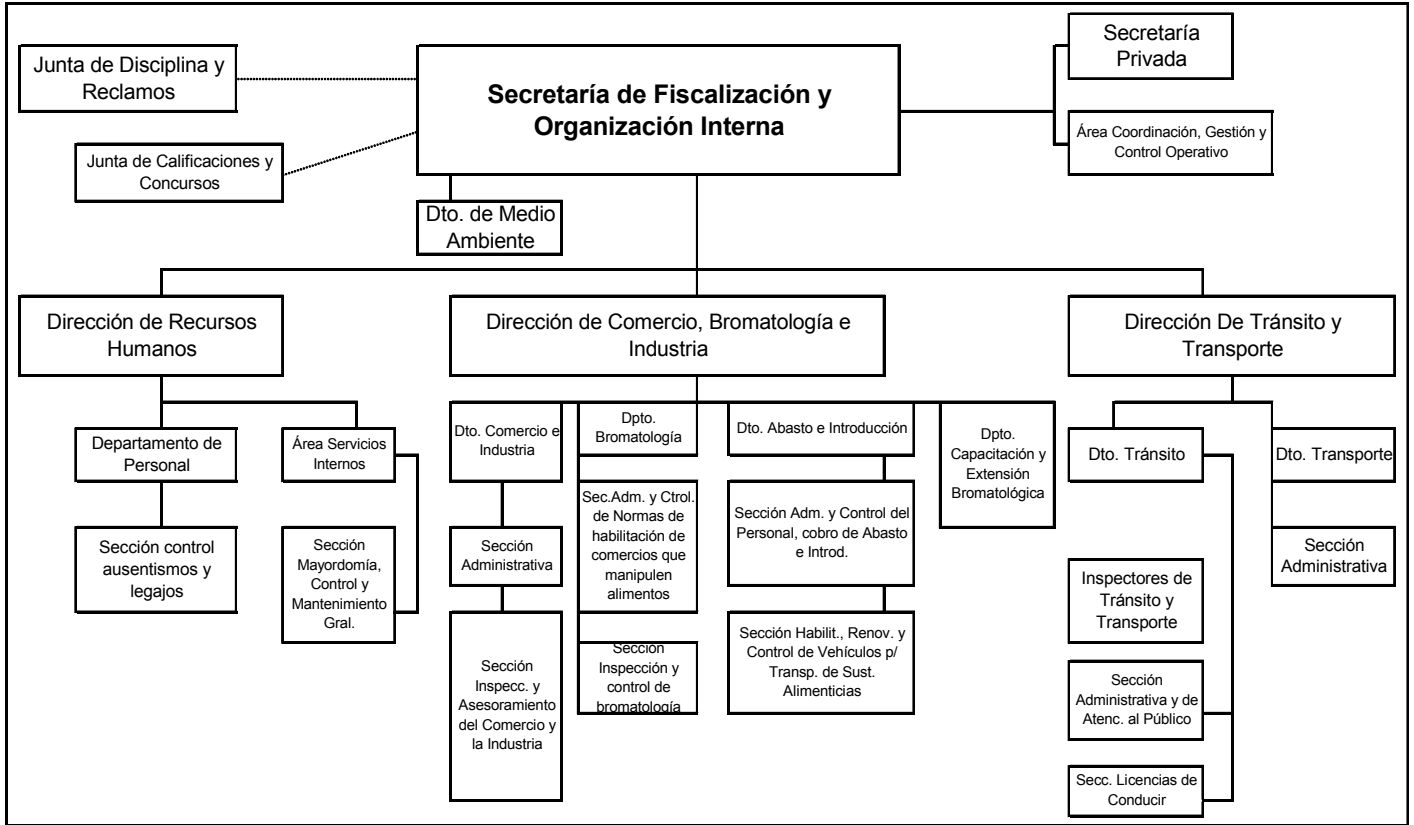 Junta de Disciplina y
Reclamos
Secretaría de Fiscalización y
Organización Interna
Secretaría
Privada
Junta de Calificaciones y
Concursos
Área Coordinación, Gestión y
Control Operativo
Dto. de Medio
Ambiente
Dirección de Recursos
Humanos
Dirección de Comercio, Bromatología e
Industria
Dirección De Tránsito y
Transporte
Departamento de
Personal
Área Servicios
Internos
Dto. Comercio e
Industria
Dpto.
Bromatología
Dto. Abasto e Introducción
Dpto.
Capacitación y
Extensión
Bromatológica
Dto. Tránsito
Dto. Transporte
Sección control
ausentismos y
legajos
Sección
Mayordomía,
Control y
Mantenimiento
Gral.
Sección
Administrativa
Sec.Adm. y Ctrol.
de Normas de
habilitación de
comercios que
manipulen
alimentos
Sección Adm. y Control del
Personal, cobro de Abasto
e Introd.
Inspectores de
Tránsito y
Transporte
Sección
Administrativa
Sección
Inspecc. y
Asesoramiento
del Comercio y
la Industria
Sección
Inspección y
control de
bromatología
Sección Habilit., Renov. y
Control de Vehículos p/
Transp. de Sust.
Alimenticias
Sección
Administrativa y de
Atenc. al Público
Secc. Licencias de
Conducir